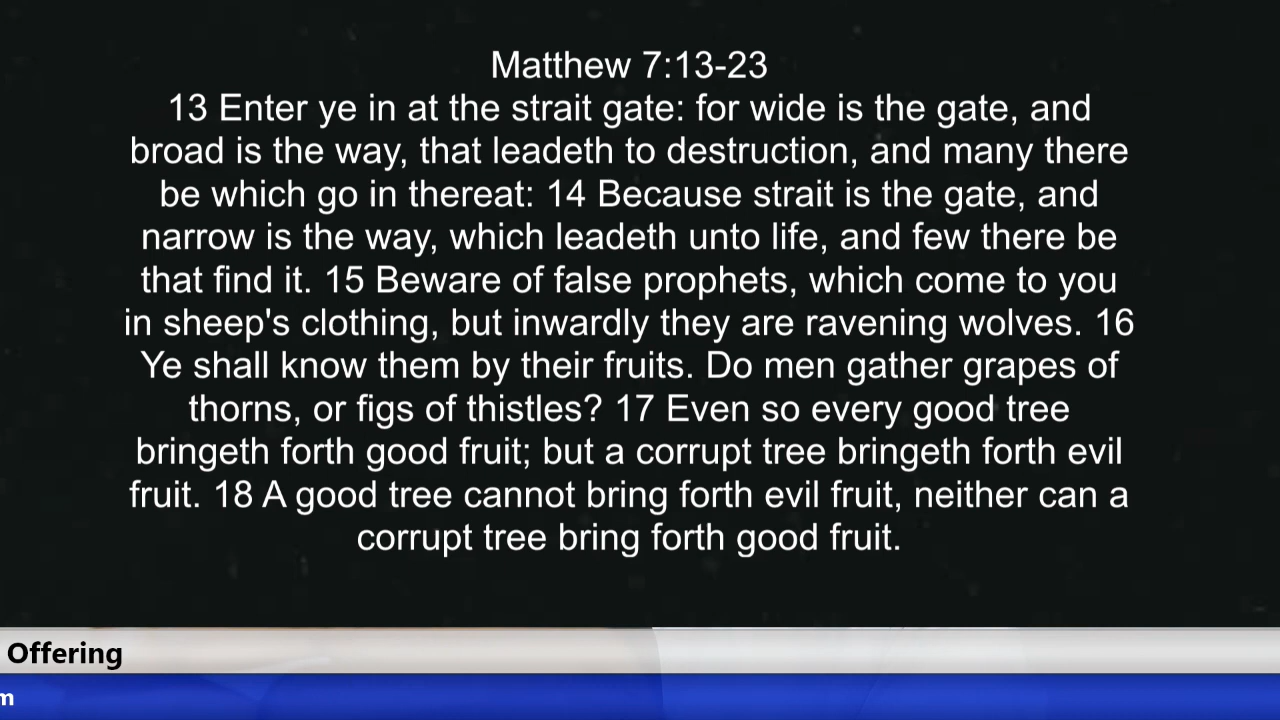 Matthew 7:13-23
13 Enter ye in at the strait gate: for wide is the gate, and
broad is the way, that leadeth to destruction, and many there
be which go in thereat: 14 Because strait is the gate, and
narrow is the way, which leadeth unto life, and few there be
that find it. 15 Beware of false prophets, which come to you
in sheep's clothing, but inwardly they are ravening wolves. 16
Ye shall know them by their fruits. Do men gather grapes of
thorns, or figs of thistles? 17 Even so every good tree
bringeth forth good fruit; but a corrupt tree bringeth forth evil
fruit. 18 A good tree cannot bring forth evil fruit, neither can a
corrupt tree bring forth good fruit.
Offering
m